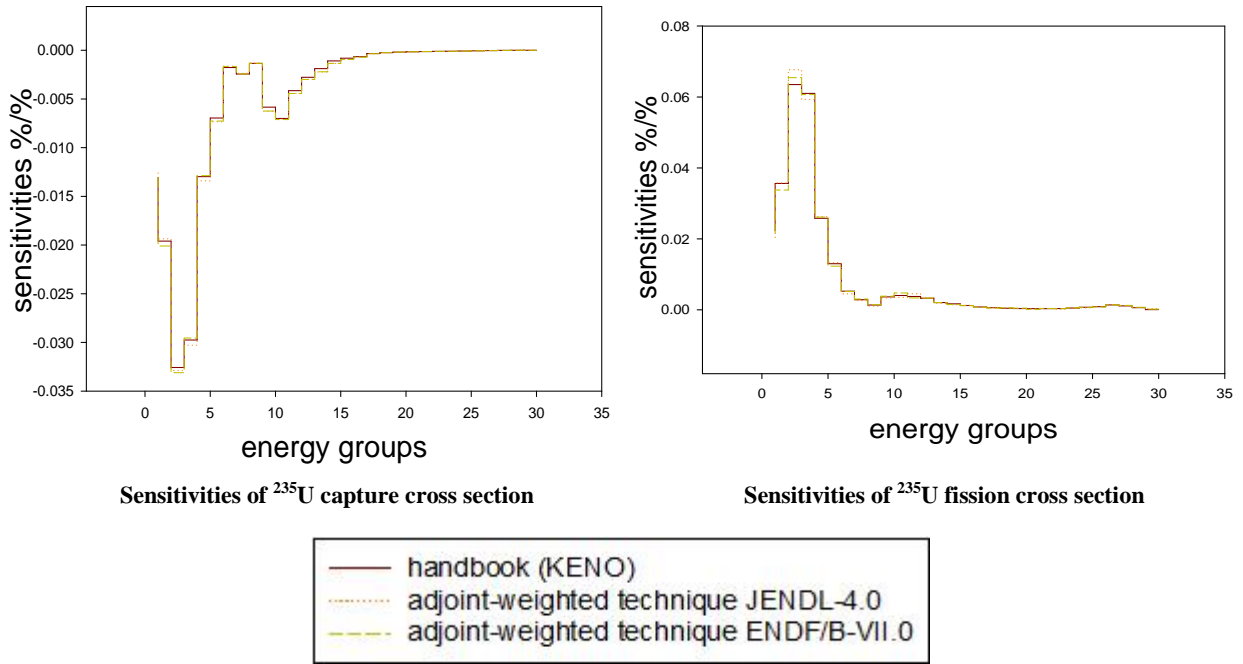 0.000
-0.005
-0.010
-0.015
-0.020
-0.025
-0.030
-0.035
sensitivities %/%
0 5 10 15 20 25 30 35
energy groups
Sensitivities of ²³⁵U capture cross section
0.08
0.06
0.04
0.02
0.00
sensitivities %/%
0 5 10 15 20 25 30 35
energy groups
Sensitivities of ²³⁵U fission cross section
handbook (KENO)
adjoint-weighted technique JENDL-4.0
adjoint-weighted technique ENDF/B-VII.0